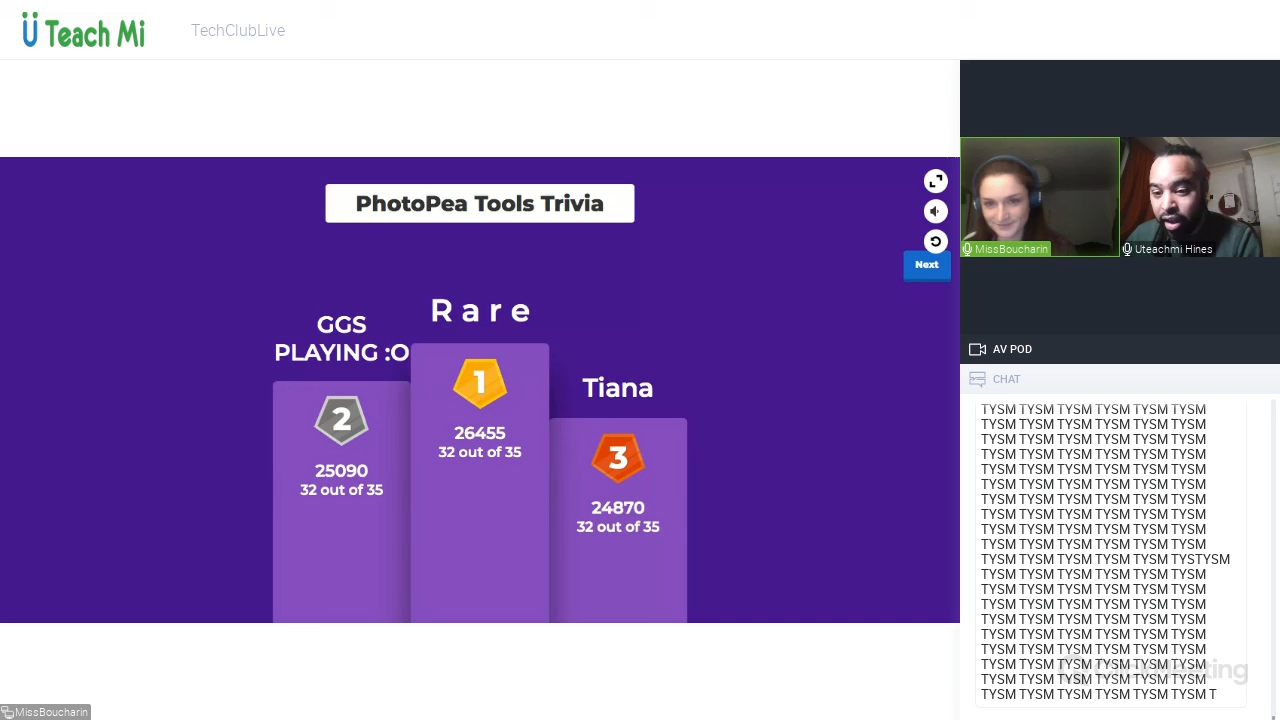 Ü Teach Mi
TechClubLive
PhotoPea Tools Trivia
Next
GGS
PLAYING :O
R a r e
Tiana
2
25090
32 out of 35
1
26455
32 out of 35
3
24870
32 out of 35
MissBoucharin
MissBoucharin
Uteachmi Hines
AV POD
CHAT
TYSM TYSM TYSM TYSM TYSM TYSM
TYSM TYSM TYSM TYSM TYSM TYSM
TYSM TYSM TYSM TYSM TYSM TYSM
TYSM TYSM TYSM TYSM TYSM TYSM
TYSM TYSM TYSM TYSM TYSM TYSM
TYSM TYSM TYSM TYSM TYSM TYSM
TYSM TYSM TYSM TYSM TYSM TYSM
TYSM TYSM TYSM TYSM TYSM TYSM
TYSM TYSM TYSM TYSM TYSM TYSM
TYSM TYSM TYSM TYSM TYSM TYSM
TYSM TYSM TYSM TYSM TYSM TYSTYSM
TYSM TYSM TYSM TYSM TYSM TYSM
TYSM TYSM TYSM TYSM TYSM TYSM
TYSM TYSM TYSM TYSM TYSM TYSM
TYSM TYSM TYSM TYSM TYSM TYSM
TYSM TYSM TYSM TYSM TYSM TYSM
TYSM TYSM TYSM TYSM TYSM TYSM
TYSM TYSM TYSM TYSM TYSM TYSM
TYSM TYSM TYSM TYSM TYSM TYSM
TYSM TYSM TYSM TYSM TYSM TYSM T